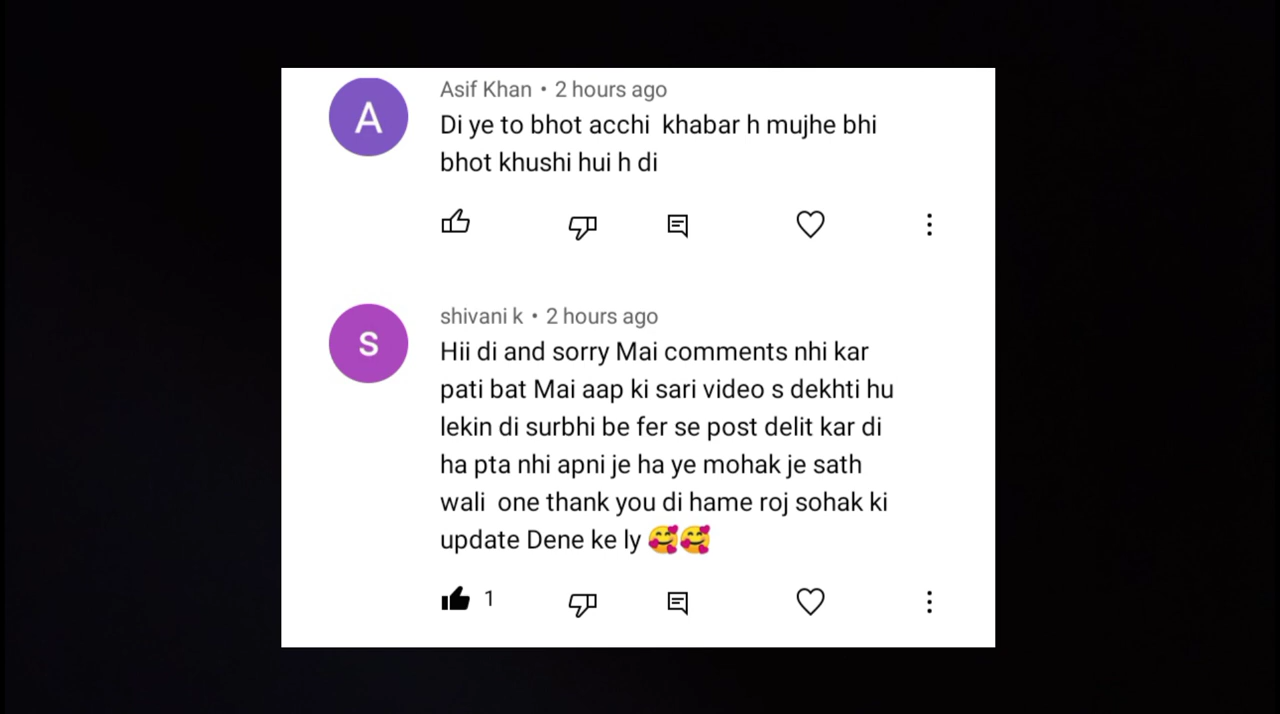 A
Asif Khan • 2 hours ago
Di ye to bhot acchi khabar h mujhe bhi
bhot khushi hui h di
S
shivani k • 2 hours ago
Hii di and sorry Mai comments nhi kar
pati bat Mai aap ki sari video s dekhti hu
lekin di surbhi be fer se post delit kar di
ha pta nhi apni je ha ye mohak je sath
wali one thank you di hame roj sohak ki
update Dene ke ly 🥰🥰
1